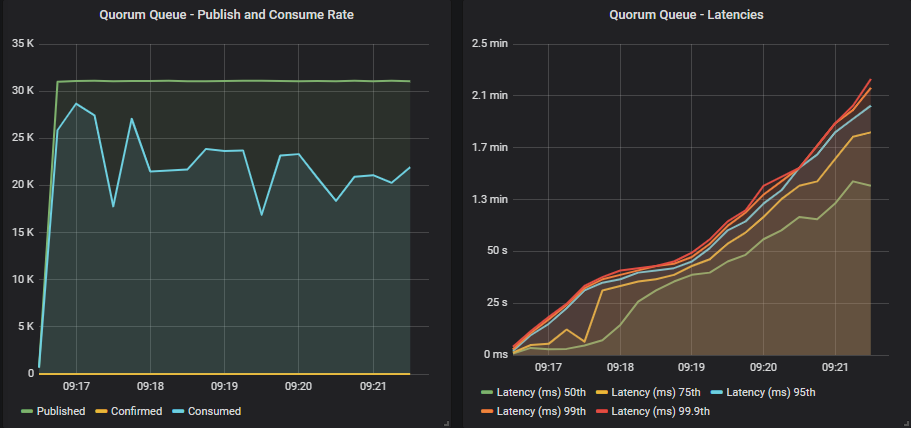 Quorum Queue - Publish and Consume Rate
35 K
30 K
25 K
20 K
15 K
10 K
5 K
0
09:17 09:18 09:19 09:20 09:21
Published Confirmed Consumed
Quorum Queue - Latencies
2.5 min
2.1 min
1.7 min
1.3 min
50 s
25 s
0 ms
09:17 09:18 09:19 09:20 09:21
Latency (ms) 50th Latency (ms) 75th Latency (ms) 95th
Latency (ms) 99th Latency (ms) 99.9th